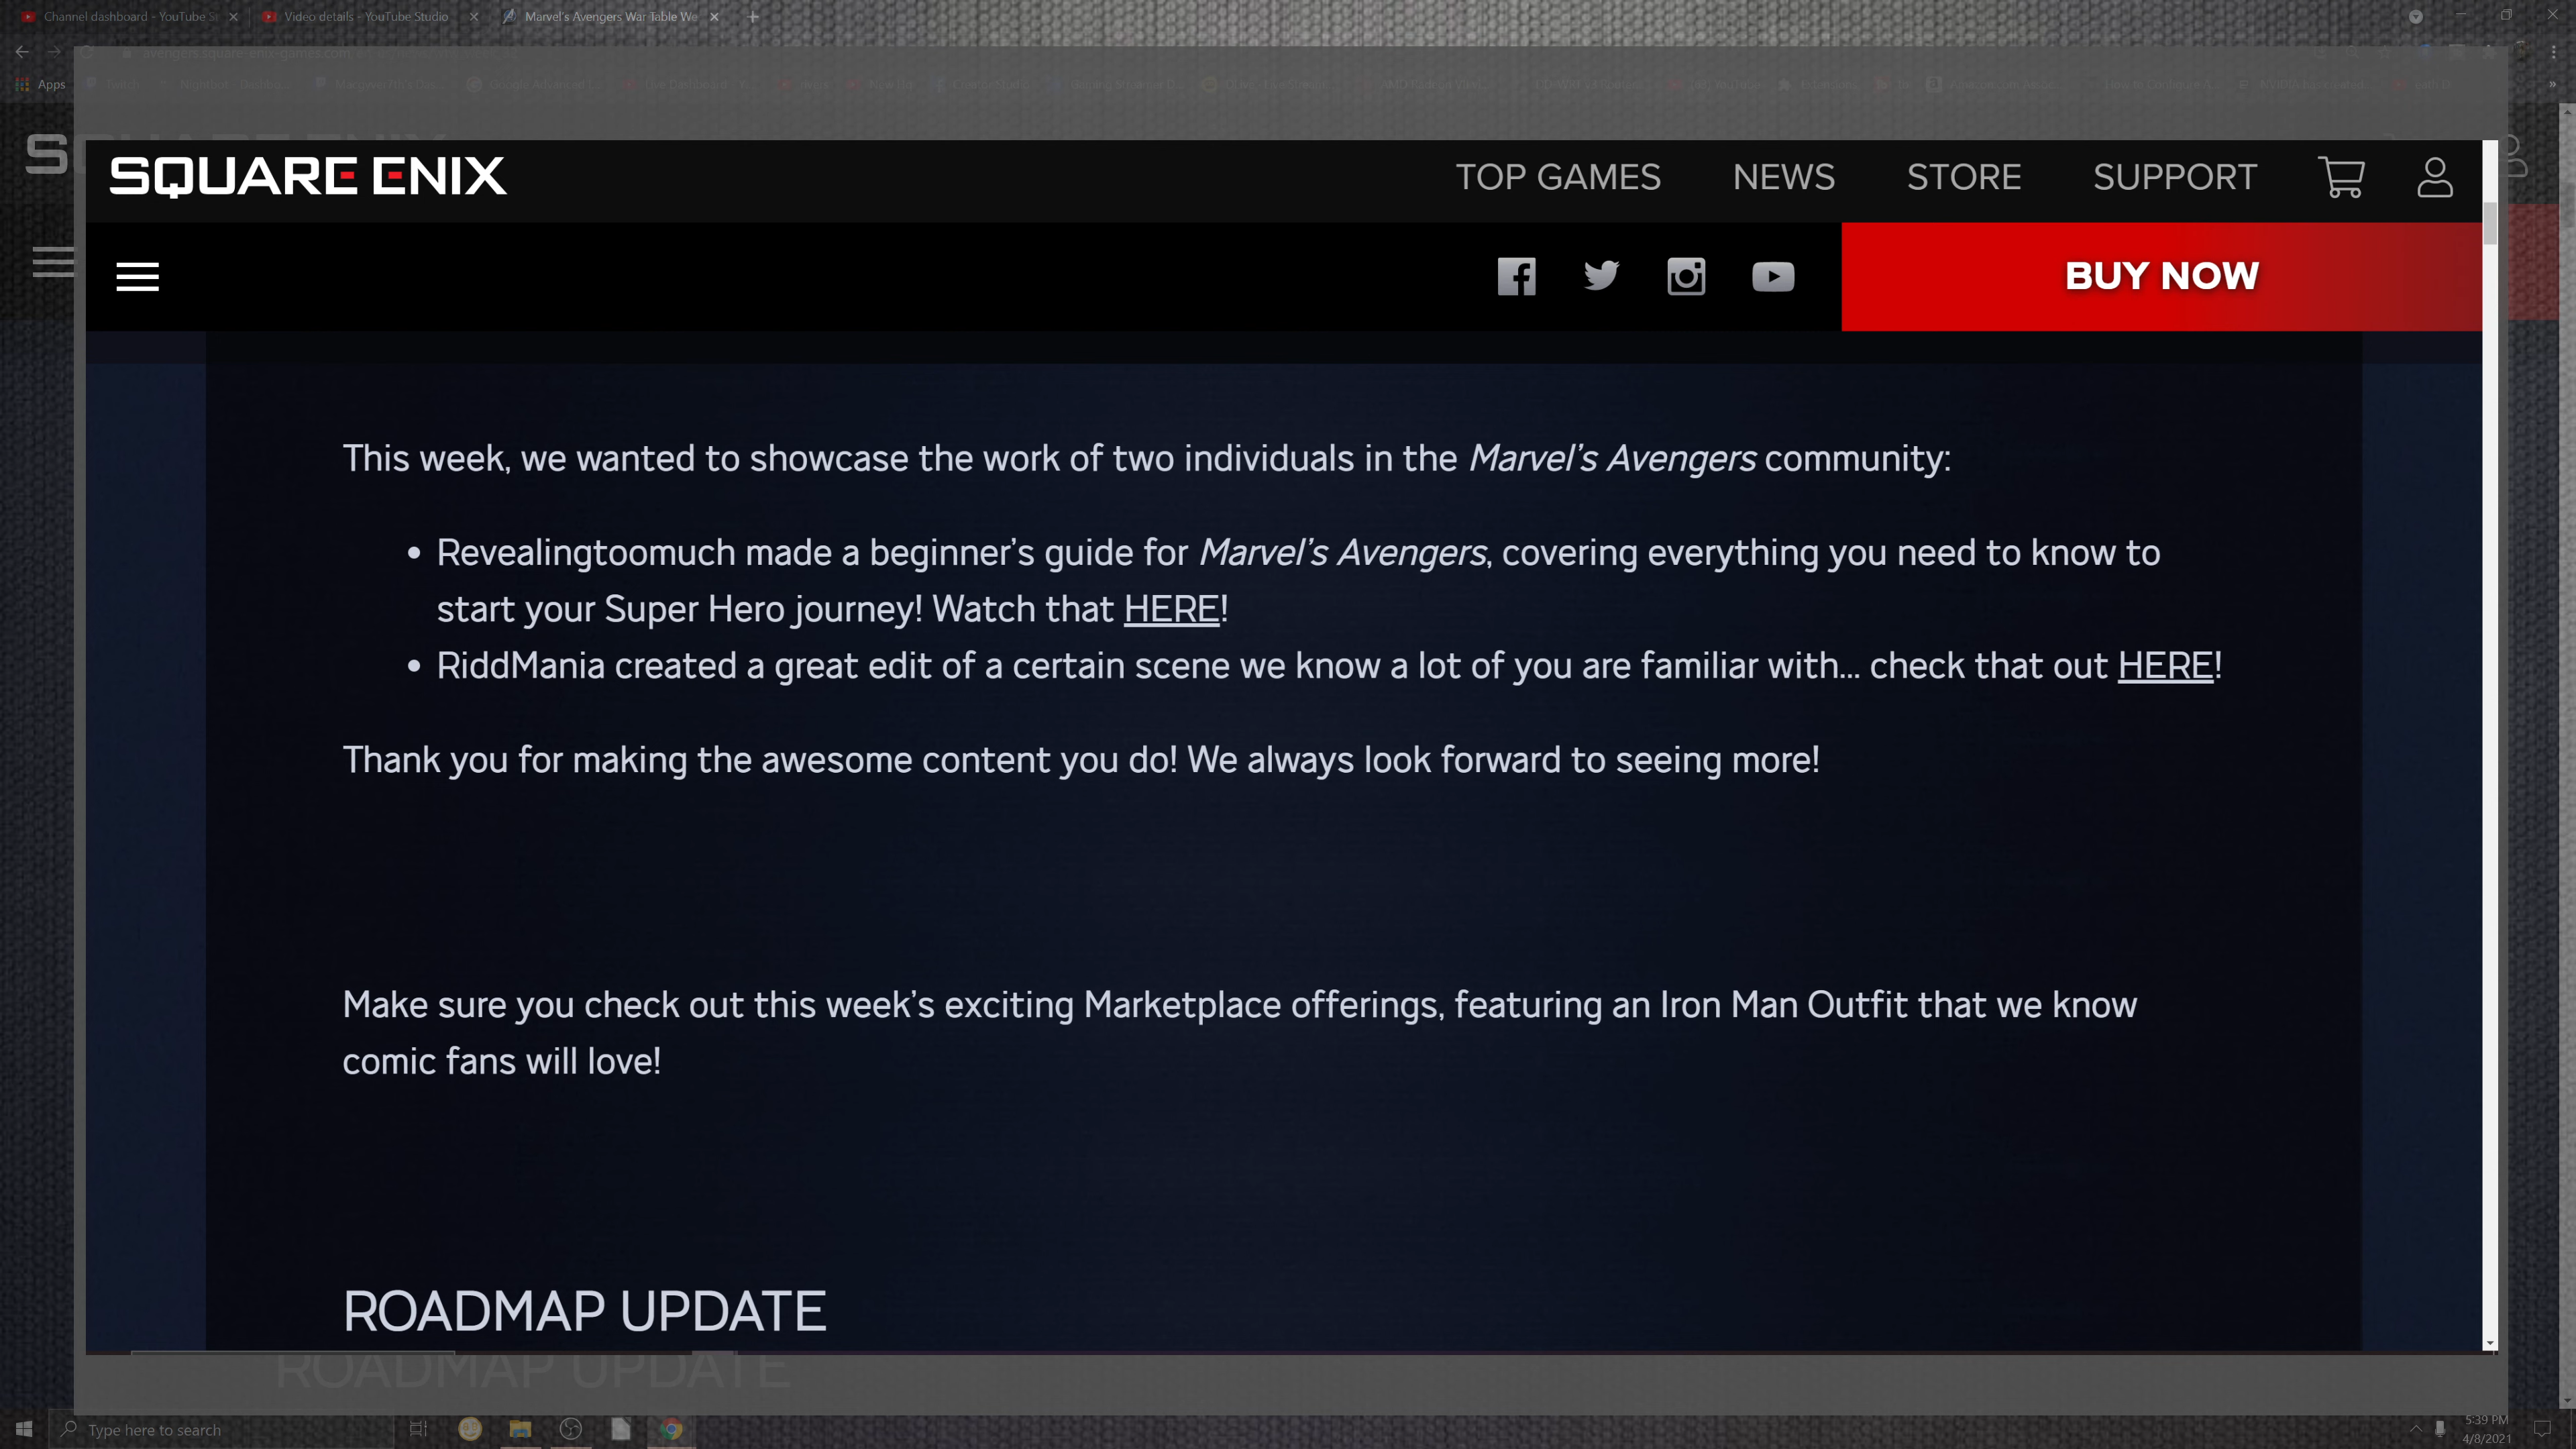 Channel dashboard - YouTube S
Video details - YouTube Studio
Marvel's Avengers War Table We
avengers.square-enix-games.com
Apps
SQUARE ENIX
TOP GAMES
NEWS
STORE
SUPPORT
BUY NOW
This week, we wanted to showcase the work of two individuals in the Marvel's Avengers community:
• Revealingtoomuch made a beginner's guide for Marvel's Avengers, covering everything you need to know to
start your Super Hero journey! Watch that HERE!
• RiddMania created a great edit of a certain scene we know a lot of you are familiar with... check that out HERE!
Thank you for making the awesome content you do! We always look forward to seeing more!
Make sure you check out this week's exciting Marketplace offerings, featuring an Iron Man Outfit that we know
comic fans will love!
ROADMAP UPDATE
ROADMAP UPDATE
Type here to search
5:39 PM
4/8/2021